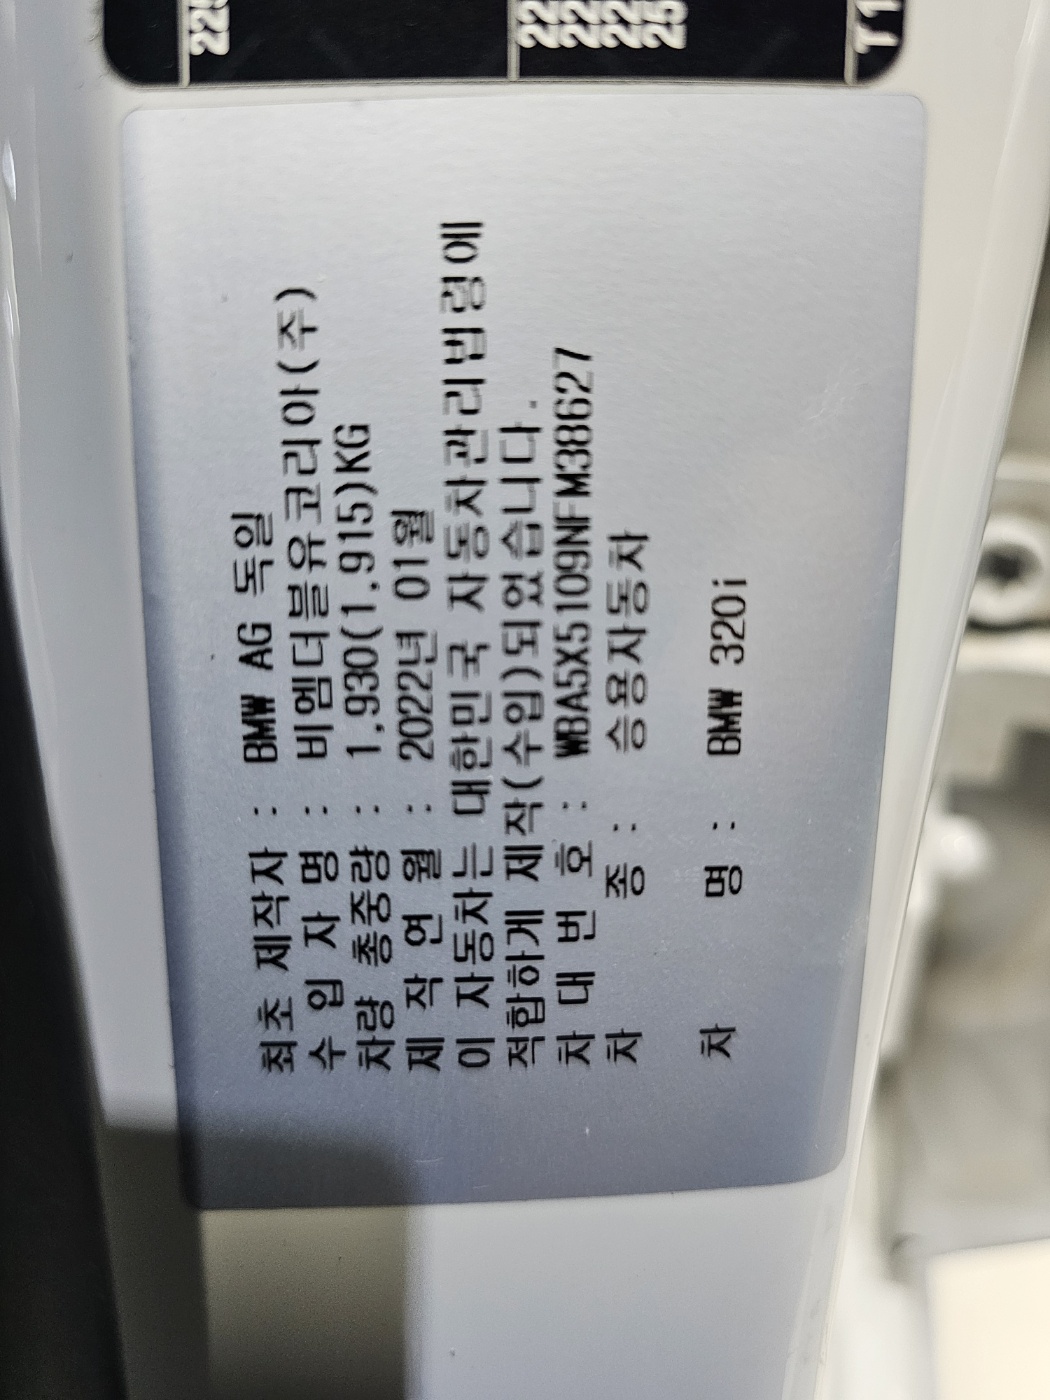 최초 제작자 : BMW AG 독일
수 입 자 명 : 비엠더블유코리아(주)
차량 총중량 : 1,930(1,915)KG
제 작 연 월 : 2022년 01월
이 자동차는 대한민국 자동차관리법령에
적합하게 제작(수입)되었습니다.
차 대 번 호 : WBA5X5109NFM38627
차 종 : 승용자동차
차 명 : BMW 320i